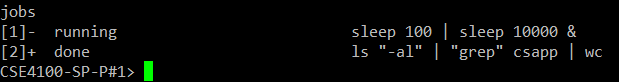 jobs
[1]-  running                        sleep 100 | sleep 10000 &
[2]+  done                           ls "-al" | "grep" csapp | wc
CSE4100-SP-P#1>